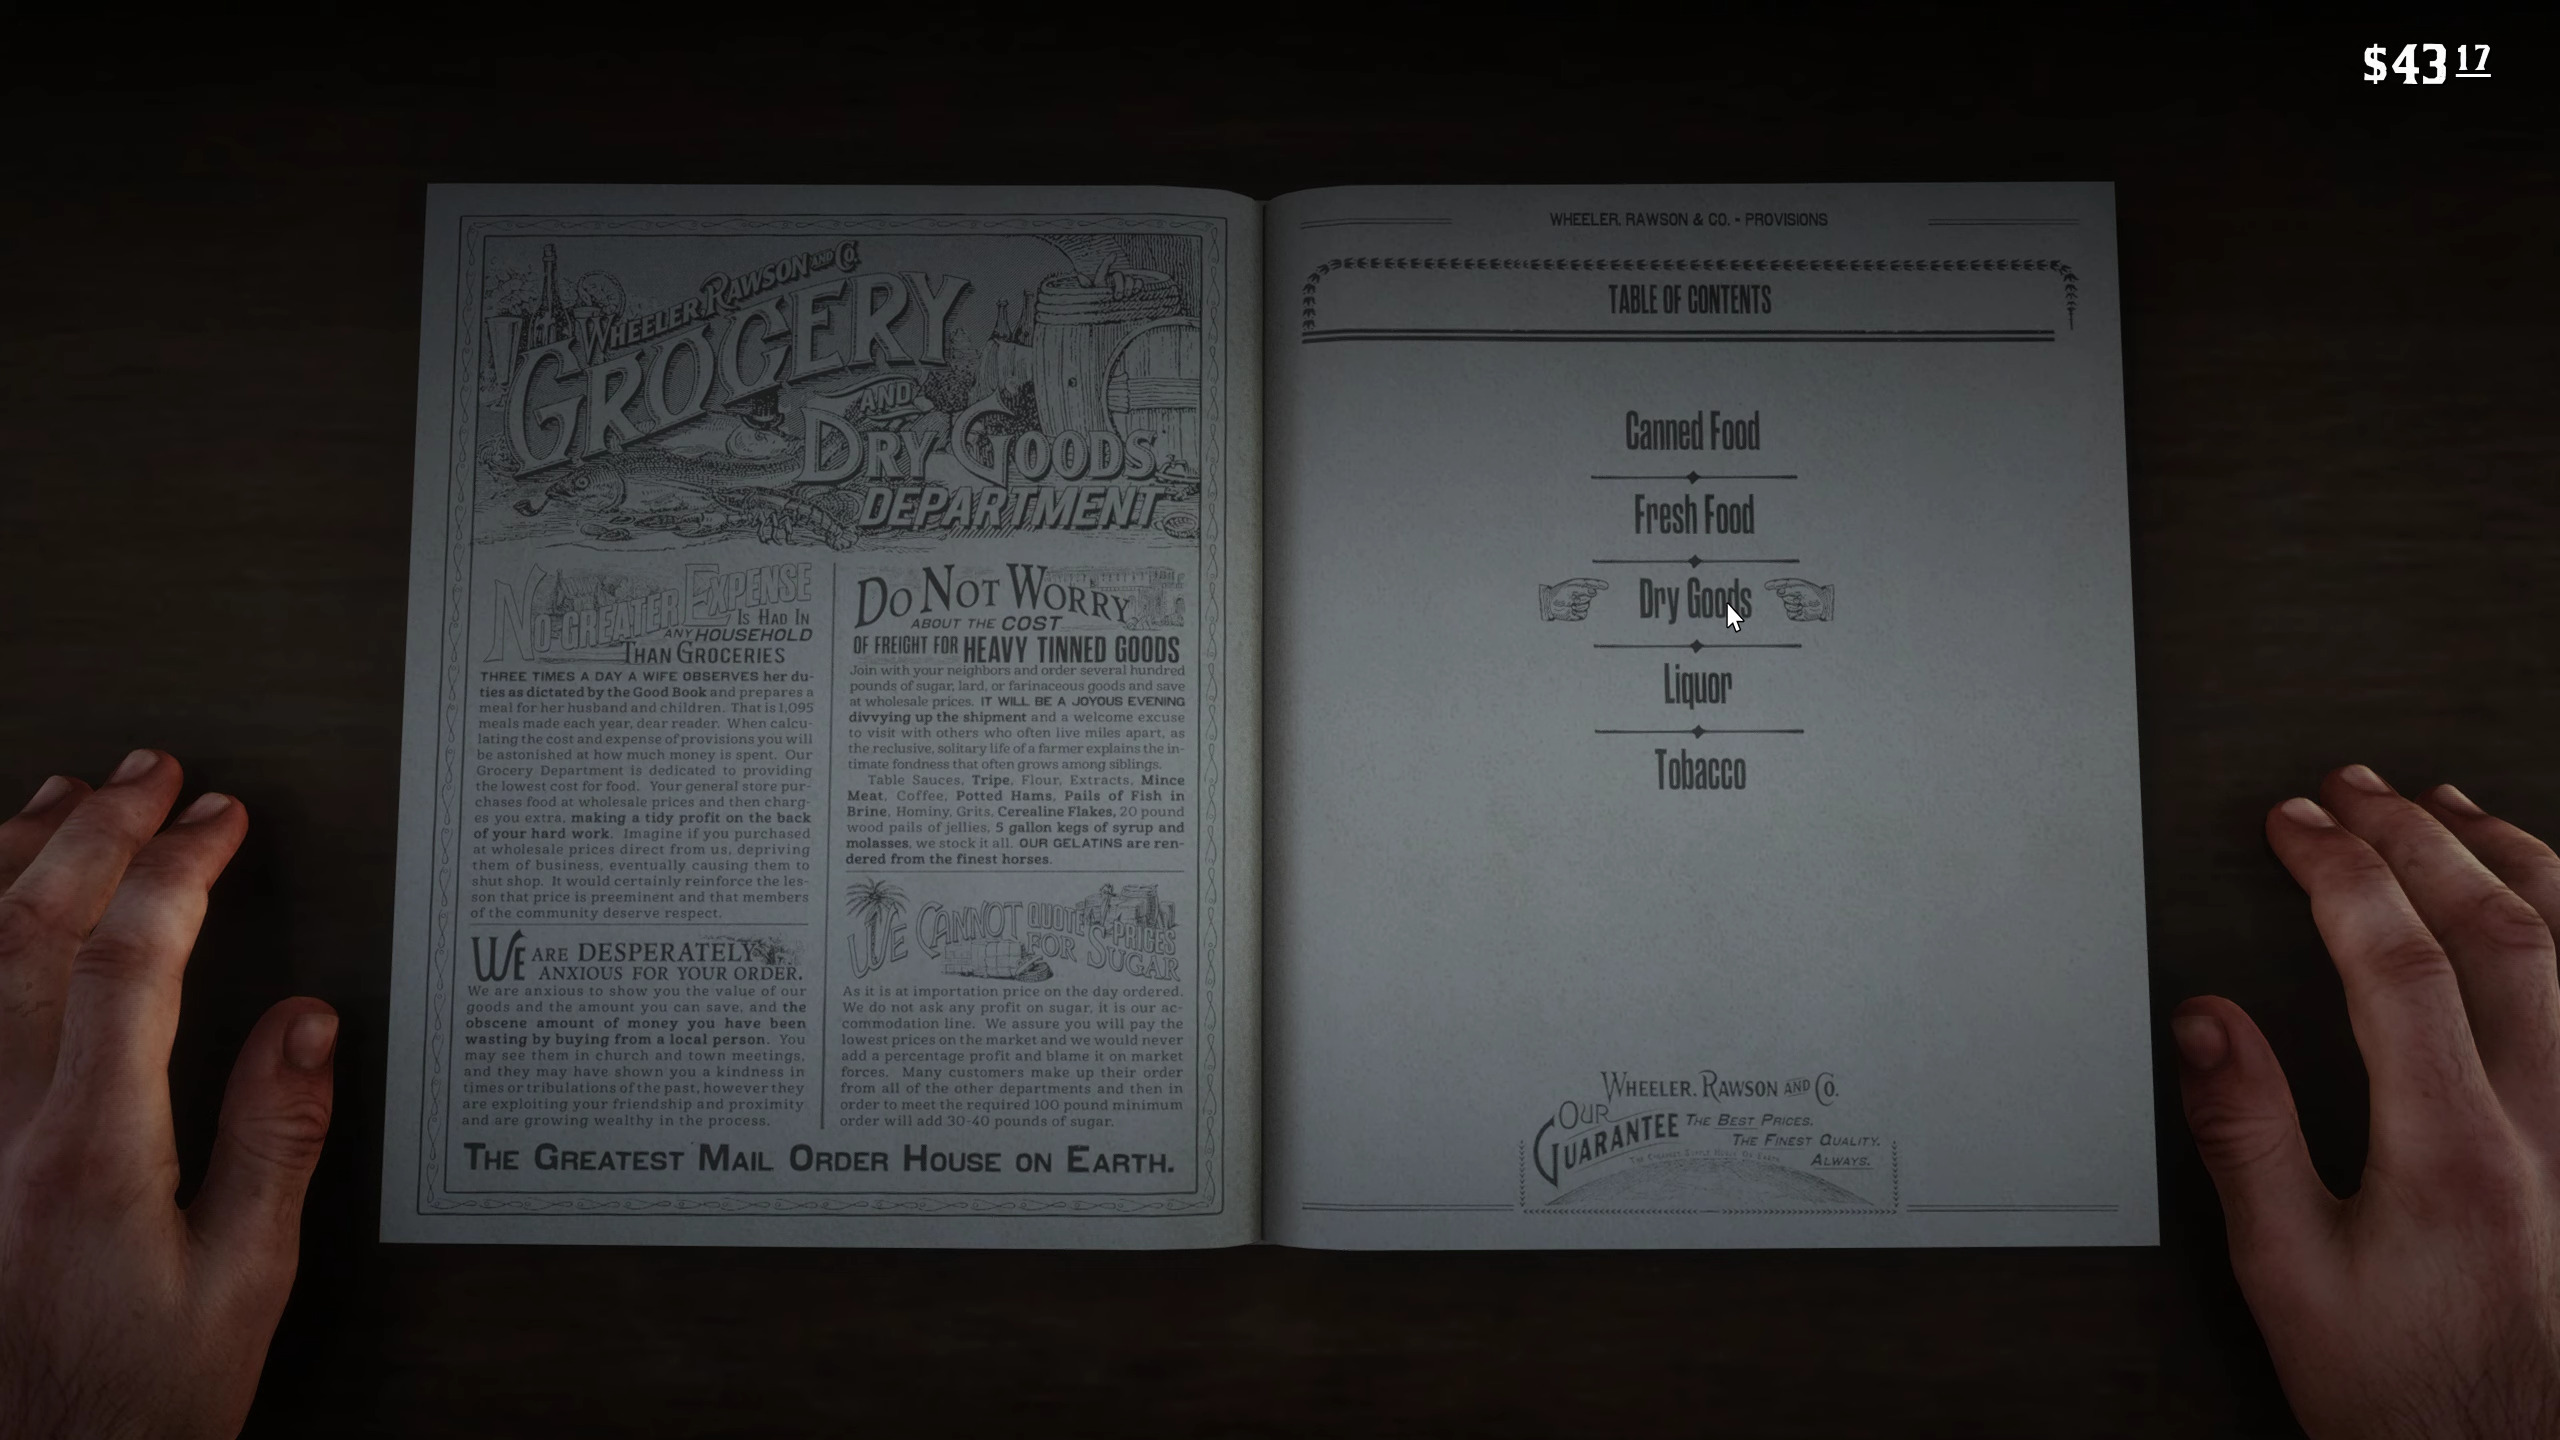 $43 17
WHEELER, RAWSON AND CO.
GROCERY
AND
DRY GOODS
DEPARTMENT
NO GREATER EXPENSE
IS HAD IN
ANY HOUSEHOLD
THAN GROCERIES
THREE TIMES A DAY A WIFE OBSERVES her du-
ties as dictated by the Good Book and prepares a
meal for her husband and children. That is 1,095
meals made each year, dear reader. When calcu-
lating the cost and expense of provisions you will
be astonished at how much money is spent. Our
Grocery Department is dedicated to providing
the lowest cost for food. Your general store pur-
chases food at wholesale prices and then charg-
es you extra, making a tidy profit on the back
of your hard work. Imagine if you purchased
at wholesale prices direct from us, depriving
them of business, eventually causing them to
shut shop. It would certainly reinforce the les-
son that price is preeminent and that members
of the community deserve respect.
WE ARE DESPERATELY
ANXIOUS FOR YOUR ORDER.
We are anxious to show you the value of our
goods and the amount you can save, and the
obscene amount of money you have been
wasting by buying from a local person. You
may see them in church and town meetings,
and they may have shown you a kindness in
times or tribulations of the past, however they
are exploiting your friendship and proximity
and are growing wealthy in the process.
DO NOT WORRY
ABOUT THE COST
OF FREIGHT FOR HEAVY TINNED GOODS
Join with your neighbors and order several hundred
pounds of sugar, lard, or farinaceous goods and save
at wholesale prices. IT WILL BE A JOYOUS EVENING
divvying up the shipment and a welcome excuse
to visit with others who often live miles apart, as
the reclusive, solitary life of a farmer explains the in-
timate fondness that often grows among siblings.
Table Sauces, Tripe, Flour, Extracts, Mince
Meat, Coffee, Potted Hams, Pails of Fish in
Brine, Hominy, Grits, Cerealine Flakes, 20 pound
wood pails of jellies, 5 gallon kegs of syrup and
molasses, we stock it all. OUR GELATINS are ren-
dered from the finest horses.
WE CANNOT QUOTE PRICES
FOR SUGAR
As it is at importation price on the day ordered.
We do not ask any profit on sugar, it is our ac-
commodation line. We assure you will pay the
lowest prices on the market and we would never
add a percentage profit and blame it on market
forces. Many customers make up their order
from all of the other departments and then in
order to meet the required 100 pound minimum
order will add 30-40 pounds of sugar.
THE GREATEST MAIL ORDER HOUSE ON EARTH.
WHEELER, RAWSON & CO. - PROVISIONS
TABLE OF CONTENTS
Canned Food
Fresh Food
Dry Goods
Liquor
Tobacco
WHEELER, RAWSON AND CO.
OUR
GUARANTEE
THE BEST PRICES.
THE FINEST QUALITY.
ALWAYS.